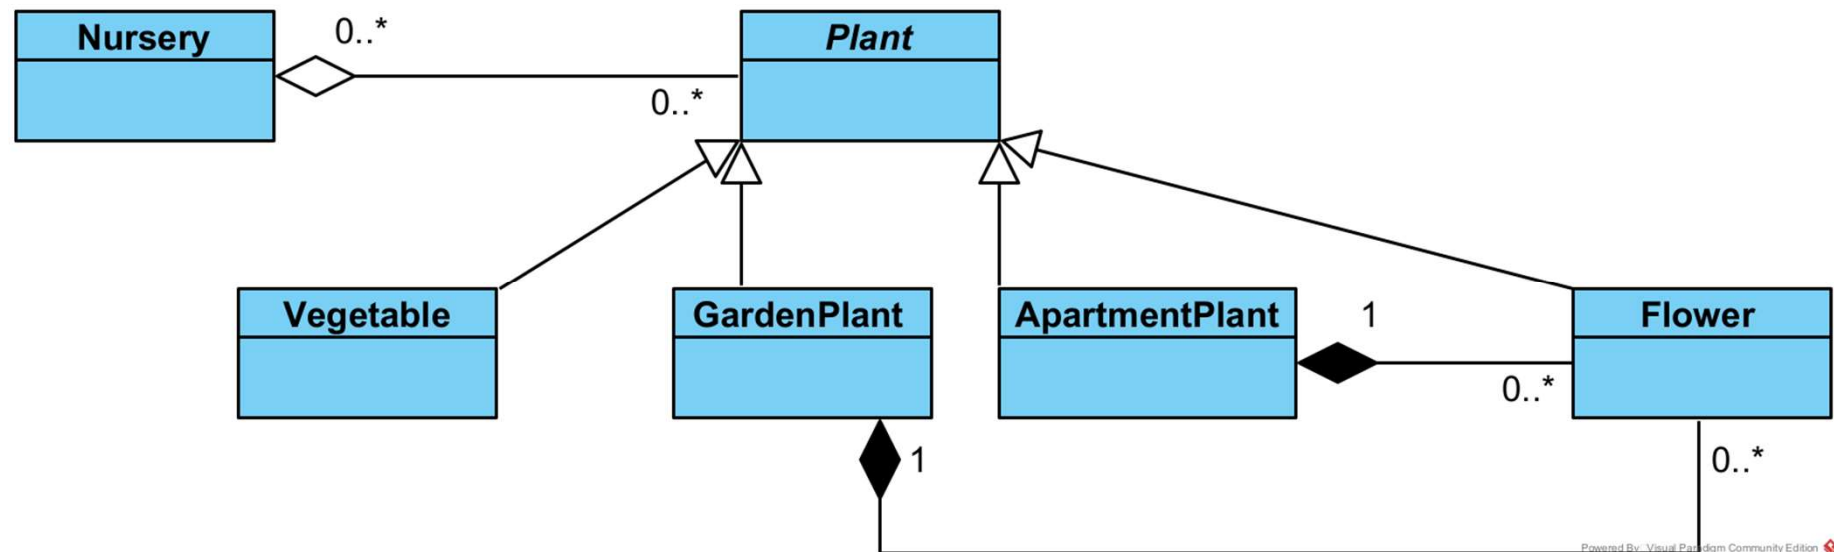 Nursery
0..*
Plant
0..*
Vegetable
GardenPlant
ApartmentPlant
1
Flower
0..*
1
0..*
Powered By Visual Paradigm Community Edition